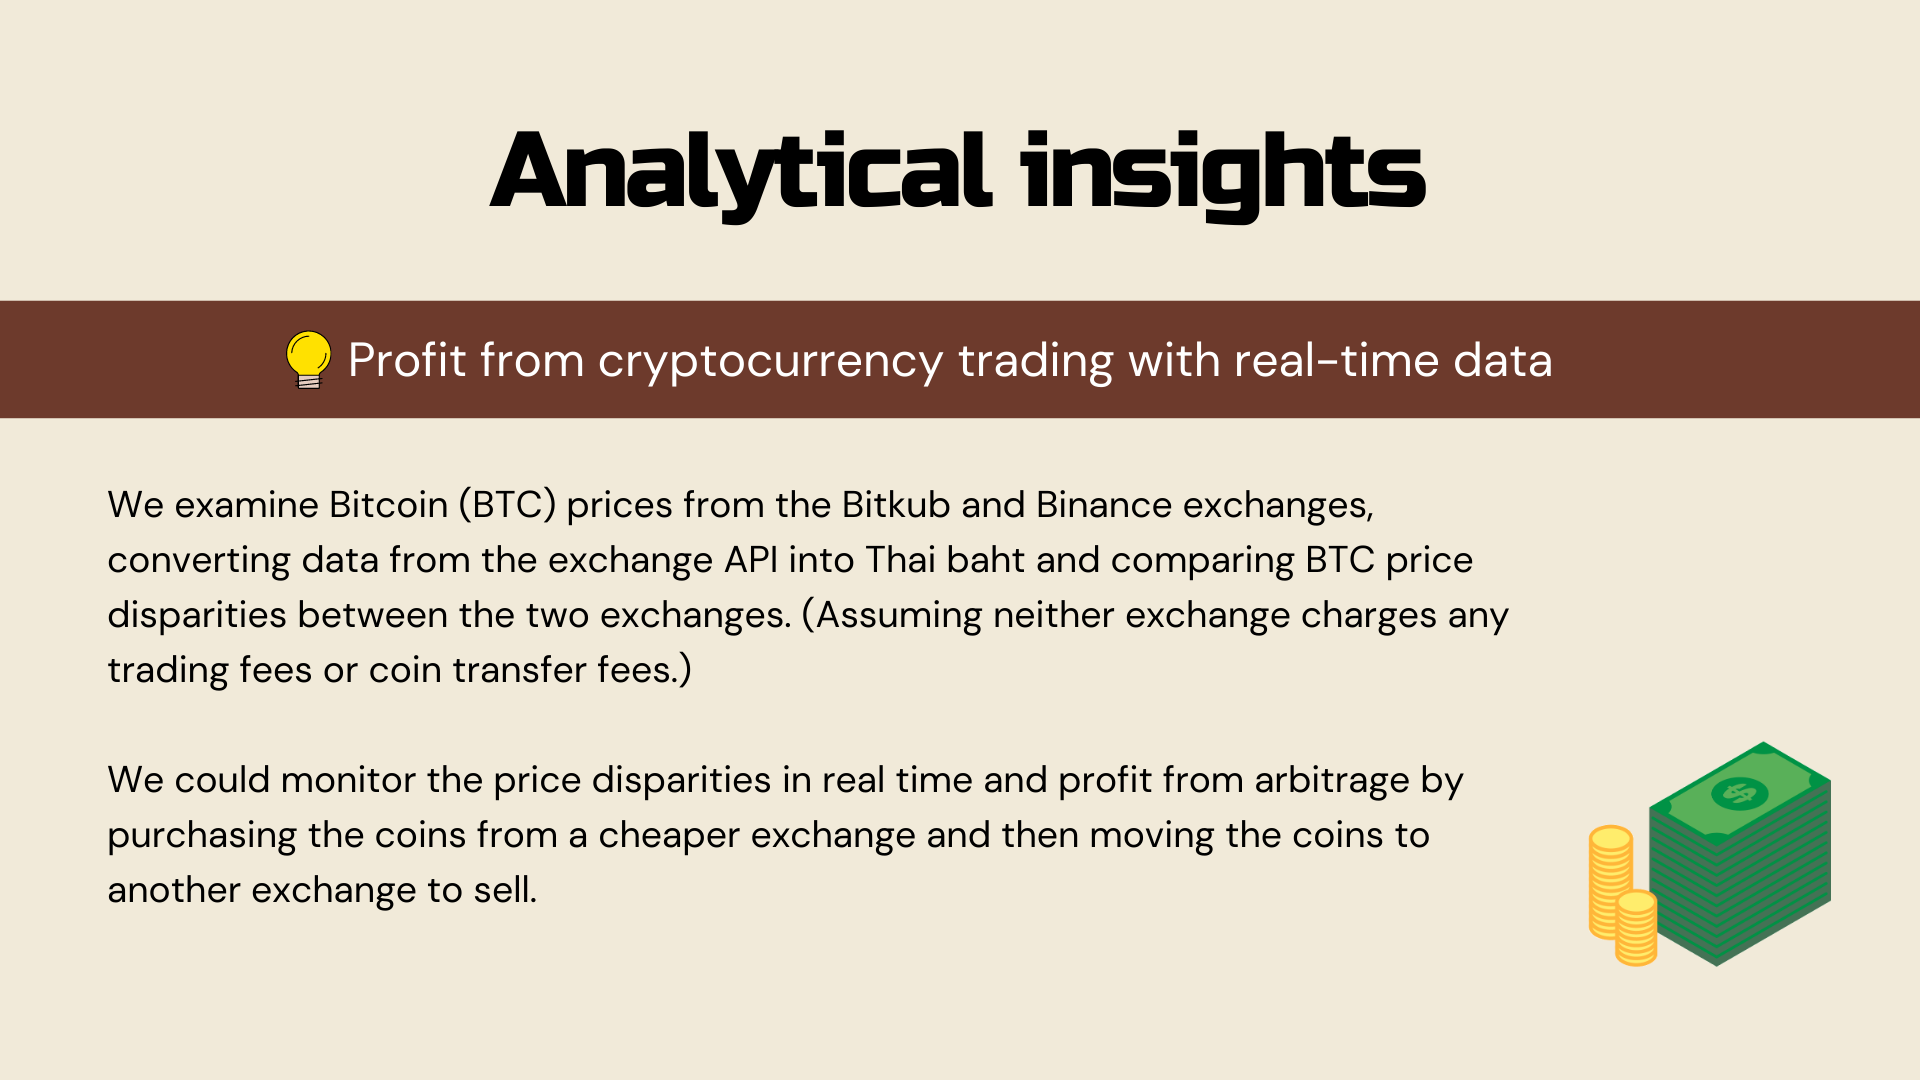 Analytical insights
Profit from cryptocurrency trading with real-time data
We examine Bitcoin (BTC) prices from the Bitkub and Binance exchanges,
converting data from the exchange API into Thai baht and comparing BTC price
disparities between the two exchanges. (Assuming neither exchange charges any
trading fees or coin transfer fees.)
We could monitor the price disparities in real time and profit from arbitrage by
purchasing the coins from a cheaper exchange and then moving the coins to
another exchange to sell.
$